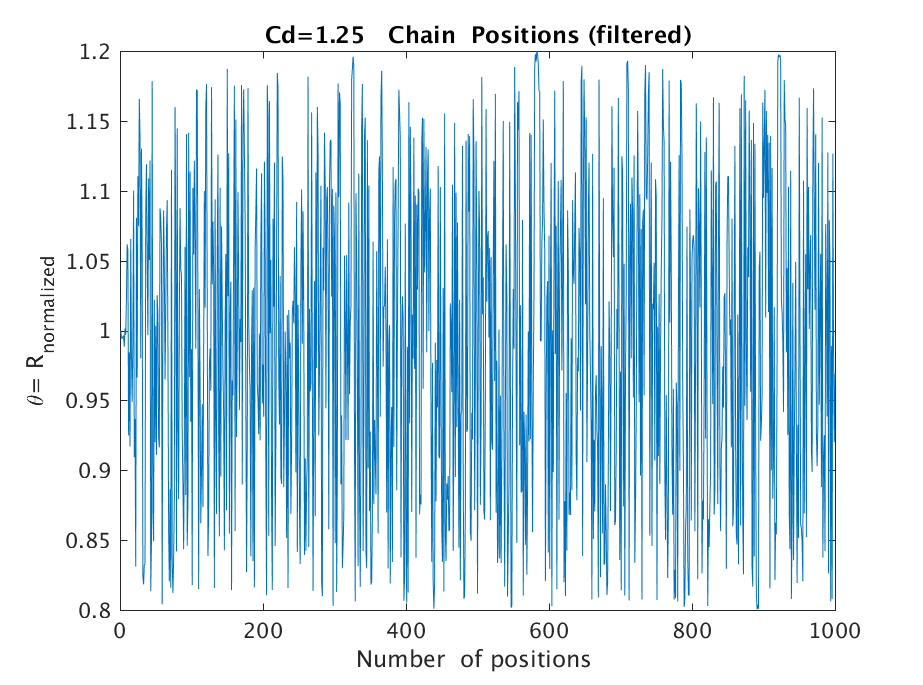 Cd=1.25 Chain Positions (filtered)
1.2
1.15
1.1
1.05
1
0.95
0.9
0.85
0.8
θ= R_normalized
0 200 400 600 800 1000
Number of positions